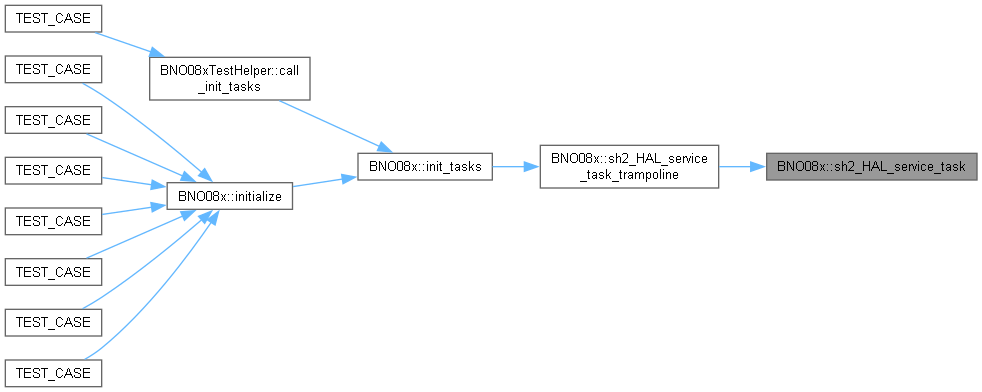 TEST_CASE
BNO08xTestHelper::call
_init_tasks
TEST_CASE
TEST_CASE
TEST_CASE
TEST_CASE
TEST_CASE
TEST_CASE
TEST_CASE
BNO08x::initialize
BNO08x::init_tasks
BNO08x::sh2_HAL_service
_task_trampoline
BNO08x::sh2_HAL_service_task